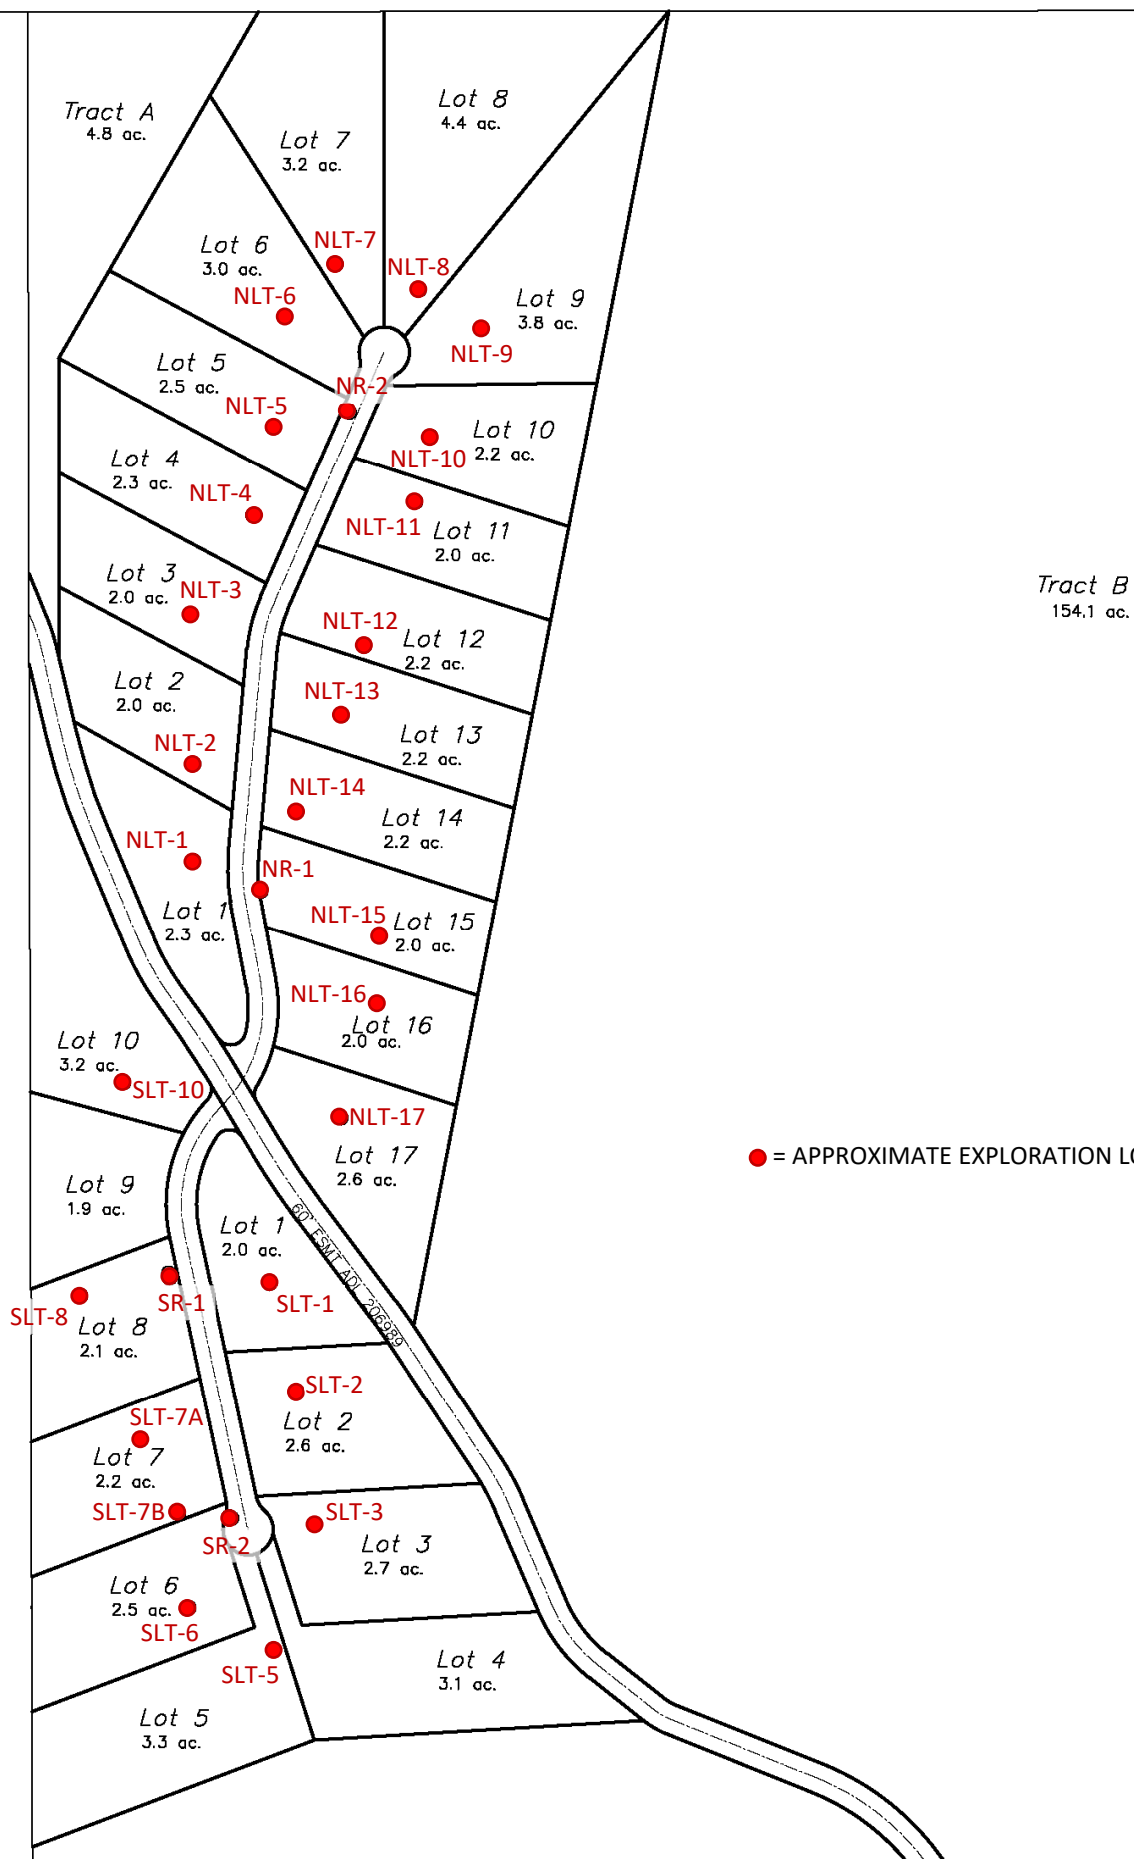 Tract A
4.8 ac.
Lot 7
3.2 ac.
Lot 8
4.4 ac.
Lot 6
3.0 ac.
NLT-7
NLT-8
NLT-6
Lot 9
3.8 ac.
NLT-9
Lot 5
2.5 ac.
NR-2
NLT-5
Lot 10
2.2 ac.
NLT-10
Lot 4
2.3 ac.
NLT-4
NLT-11
Lot 11
2.0 ac.
Lot 3
2.0 ac.
NLT-3
Tract B
154.1 ac.
NLT-12
Lot 12
2.2 ac.
Lot 2
2.0 ac.
NLT-13
NLT-2
Lot 13
2.2 ac.
NLT-14
Lot 14
2.2 ac.
NLT-1
NR-1
Lot 1
2.3 ac.
NLT-15
Lot 15
2.0 ac.
NLT-16
Lot 16
2.0 ac.
Lot 10
3.2 ac.
SLT-10
NLT-17
Lot 17
2.6 ac.
= APPROXIMATE EXPLORATION
Lot 9
1.9 ac.
Lot 1
2.0 ac.
60' ESMT ADL 206989
SR-1
SLT-1
SLT-8
Lot 8
2.1 ac.
SLT-2
Lot 2
2.6 ac.
SLT-7A
Lot 7
2.2 ac.
SLT-7B
SLT-3
SR-2
Lot 3
2.7 ac.
Lot 6
2.5 ac.
SLT-6
SLT-5
Lot 4
3.1 ac.
Lot 5
3.3 ac.